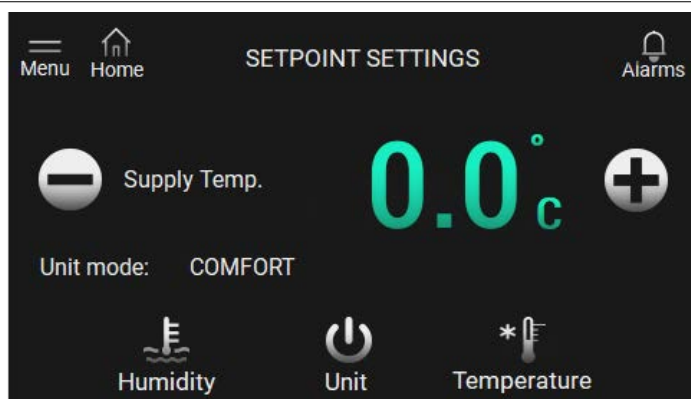 SETPOINT SETTINGS
Menu Home
Alarms
Supply Temp.
0.0°C
Unit mode: COMFORT
Humidity Unit Temperature